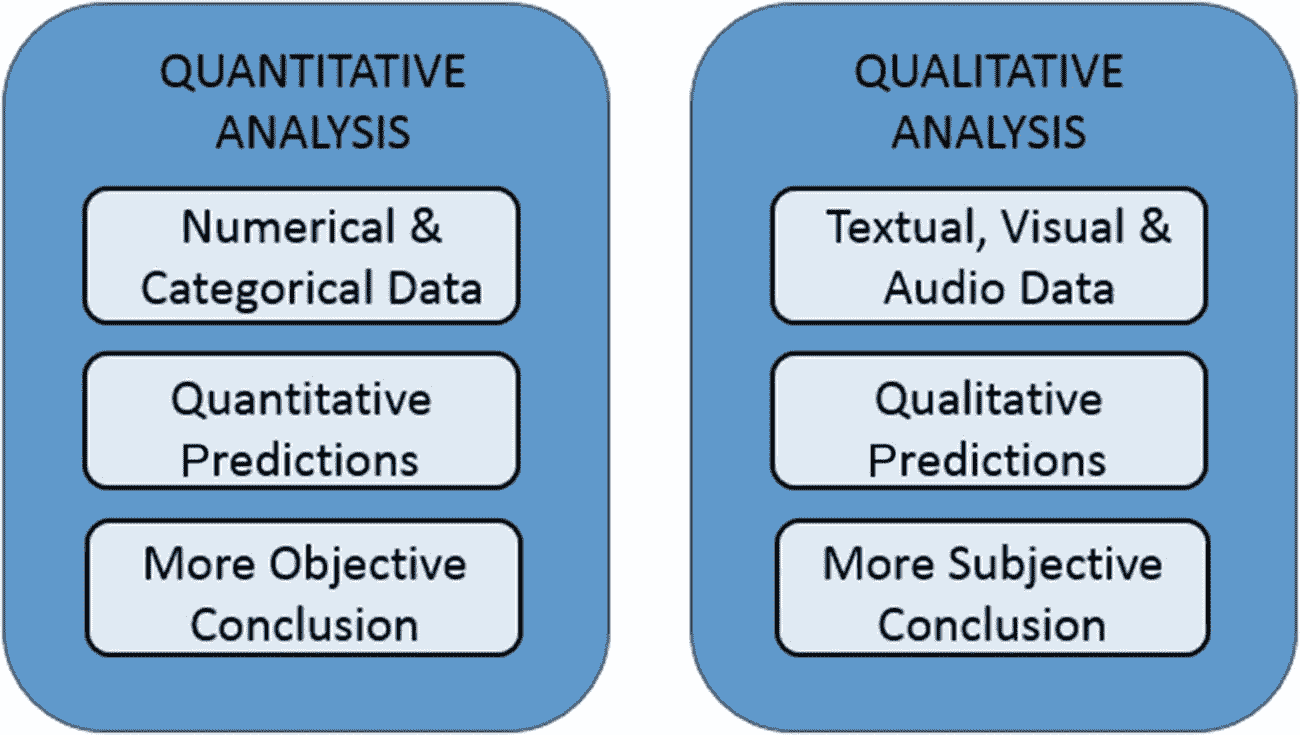 QUANTITATIVE
ANALYSIS
Numerical &
Categorical Data
Quantitative
Predictions
More Objective
Conclusion
QUALITATIVE
ANALYSIS
Textual, Visual &
Audio Data
Qualitative
Predictions
More Subjective
Conclusion